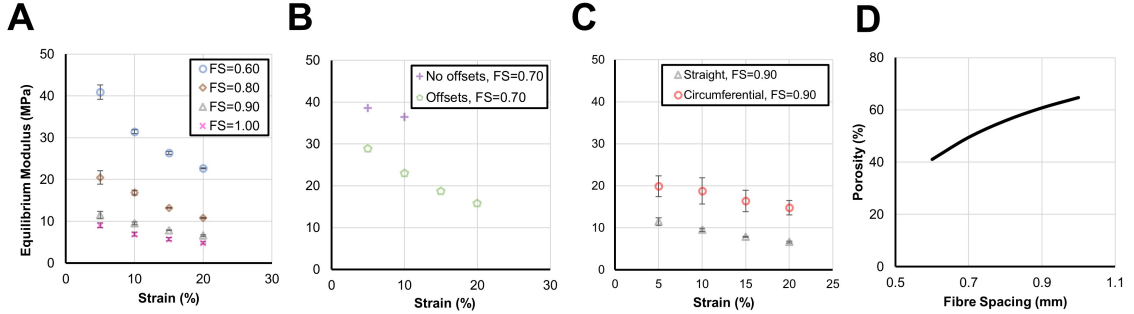 A
Equilibrium Modulus (MPa)
50
40
30
20
10
0
FS=0.60
FS=0.80
FS=0.90
FS=1.00
0
10
20
30
Strain (%)
B
50
40
30
20
10
0
No offsets, FS=0.70
Offsets, FS=0.70
0
10
20
30
Strain (%)
C
50
40
30
20
10
0
Straight, FS=0.90
Circumferential, FS=0.90
0
5
10
15
20
25
Strain (%)
D
Porosity (%)
80
60
40
20
0
0.5
0.7
0.9
1.1
Fibre Spacing (mm)